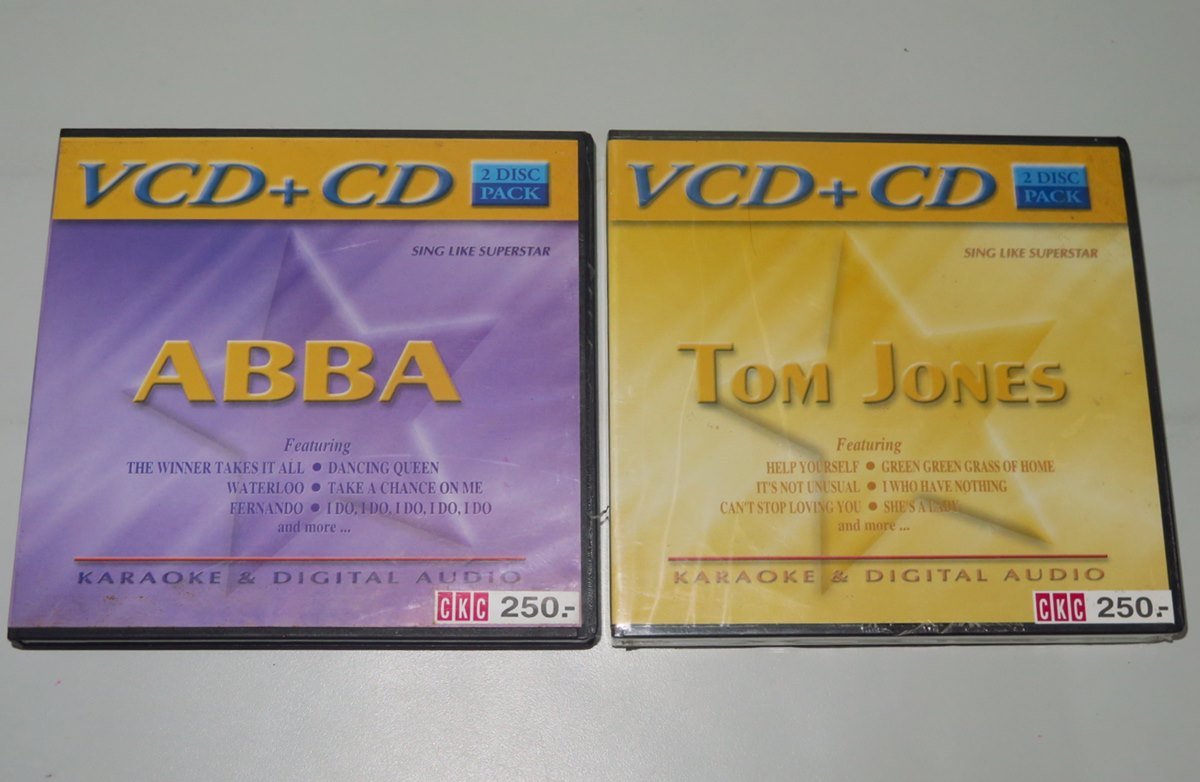 VCD+CD
2 DISC
PACK
SING LIKE SUPERSTAR
ABBA
Featuring
THE WINNER TAKES IT ALL ● DANCING QUEEN
WATERLOO ● TAKE A CHANCE ON ME
FERNANDO ● I DO, I DO, I DO, I DO, I DO
and more ...
KARAOKE & DIGITAL AUDIO
CKC 250.-
VCD+CD
2 DISC
PACK
SING LIKE SUPERSTAR
TOM JONES
Featuring
HELP YOURSELF ● GREEN GREEN GRASS OF HOME
IT'S NOT UNUSUAL ● I WHO HAVE NOTHING
CAN'T STOP LOVING YOU ● SHE'S A LADY
and more ...
KARAOKE & DIGITAL AUDIO
CKC 250.-